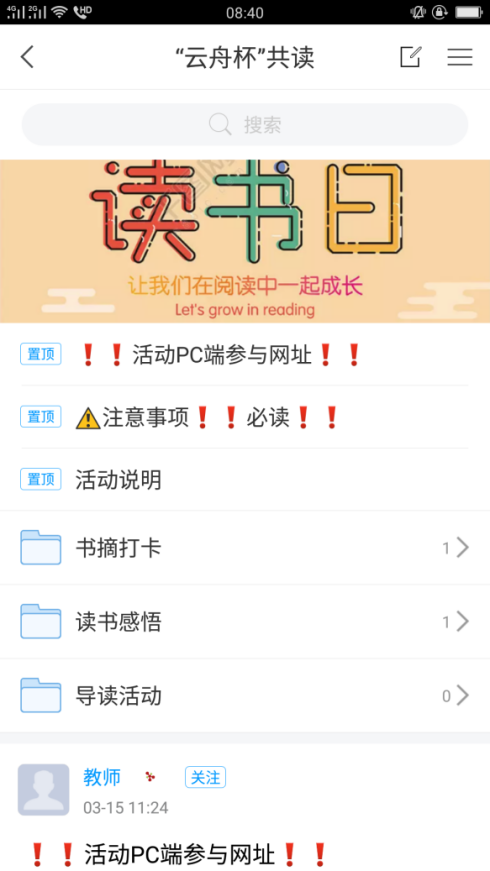 4G 2G HD 08:40
“云舟杯”共读
搜索
读书日
让我们在阅读中一起成长
Let's grow in reading
置顶 ❗❗活动PC端参与网址❗❗
置顶 ⚠注意事项❗❗必读❗❗
置顶 活动说明
书摘打卡 1
读书感悟 1
导读活动 0
教师 关注
03-15 11:24
❗❗活动PC端参与网址❗❗